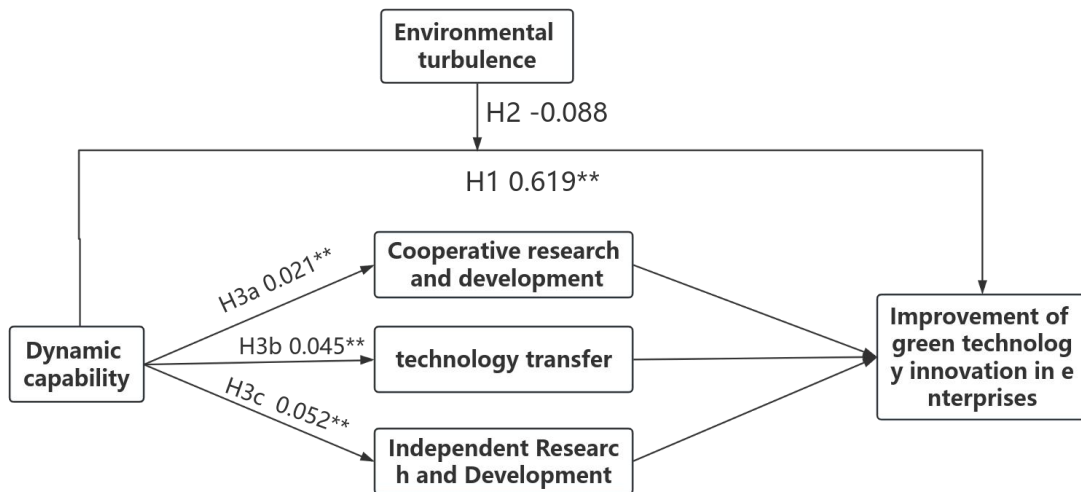 Environmental
turbulence
H2 -0.088
H1 0.619**
Cooperative research
and development
H3a 0.021**
Dynamic
capability
H3b 0.045**
technology transfer
H3c 0.052**
Independent Researc
h and Development
Improvement of
green technolog
y innovation in e
nterprises